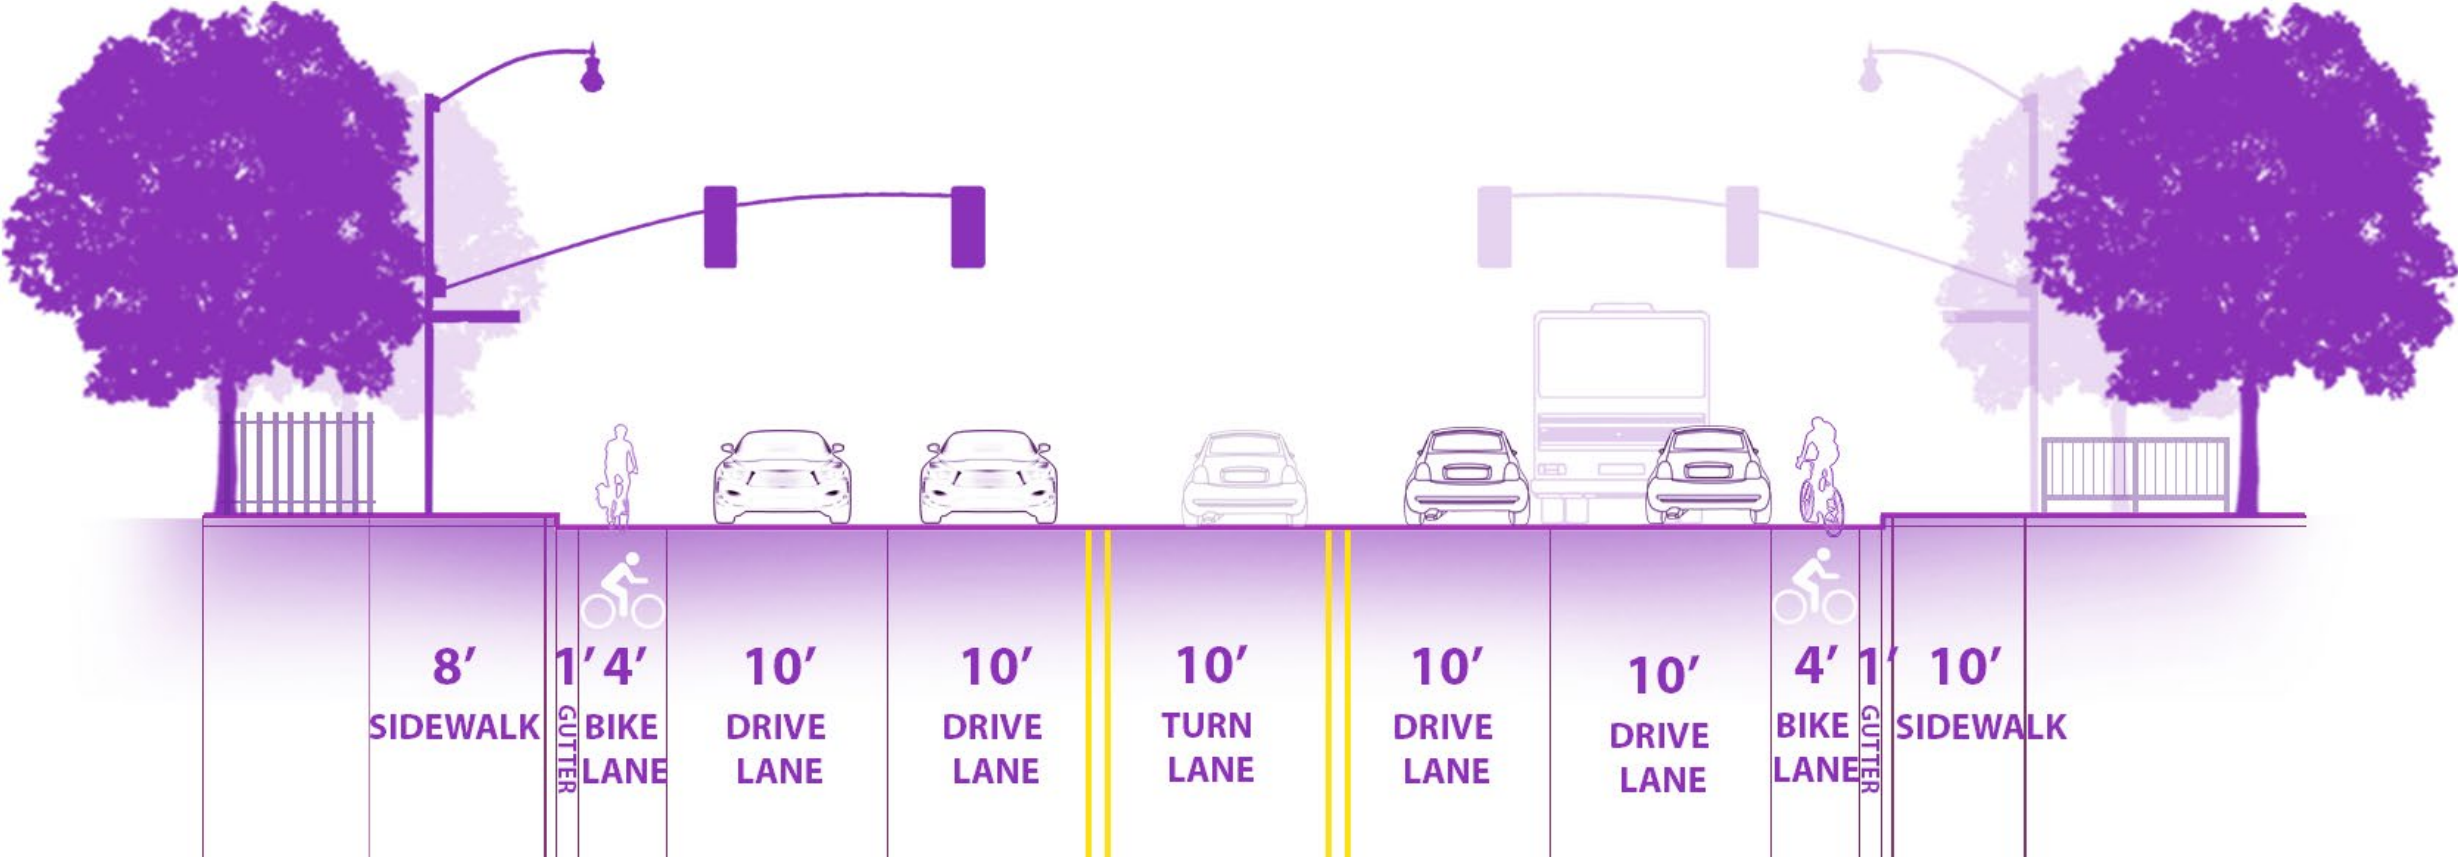 8’
SIDEWALK
1’
GUTTER
4’
BIKE
LANE
10’
DRIVE
LANE
10’
DRIVE
LANE
10’
TURN
LANE
10’
DRIVE
LANE
10’
DRIVE
LANE
4’
BIKE
LANE
1’
GUTTER
10’
SIDEWALK